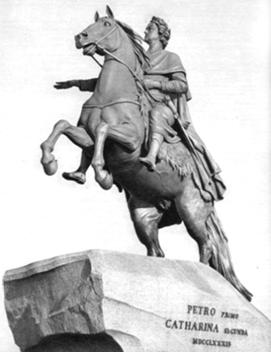 PETRO primo
CATHARINA secunda
MDCCLXXXII